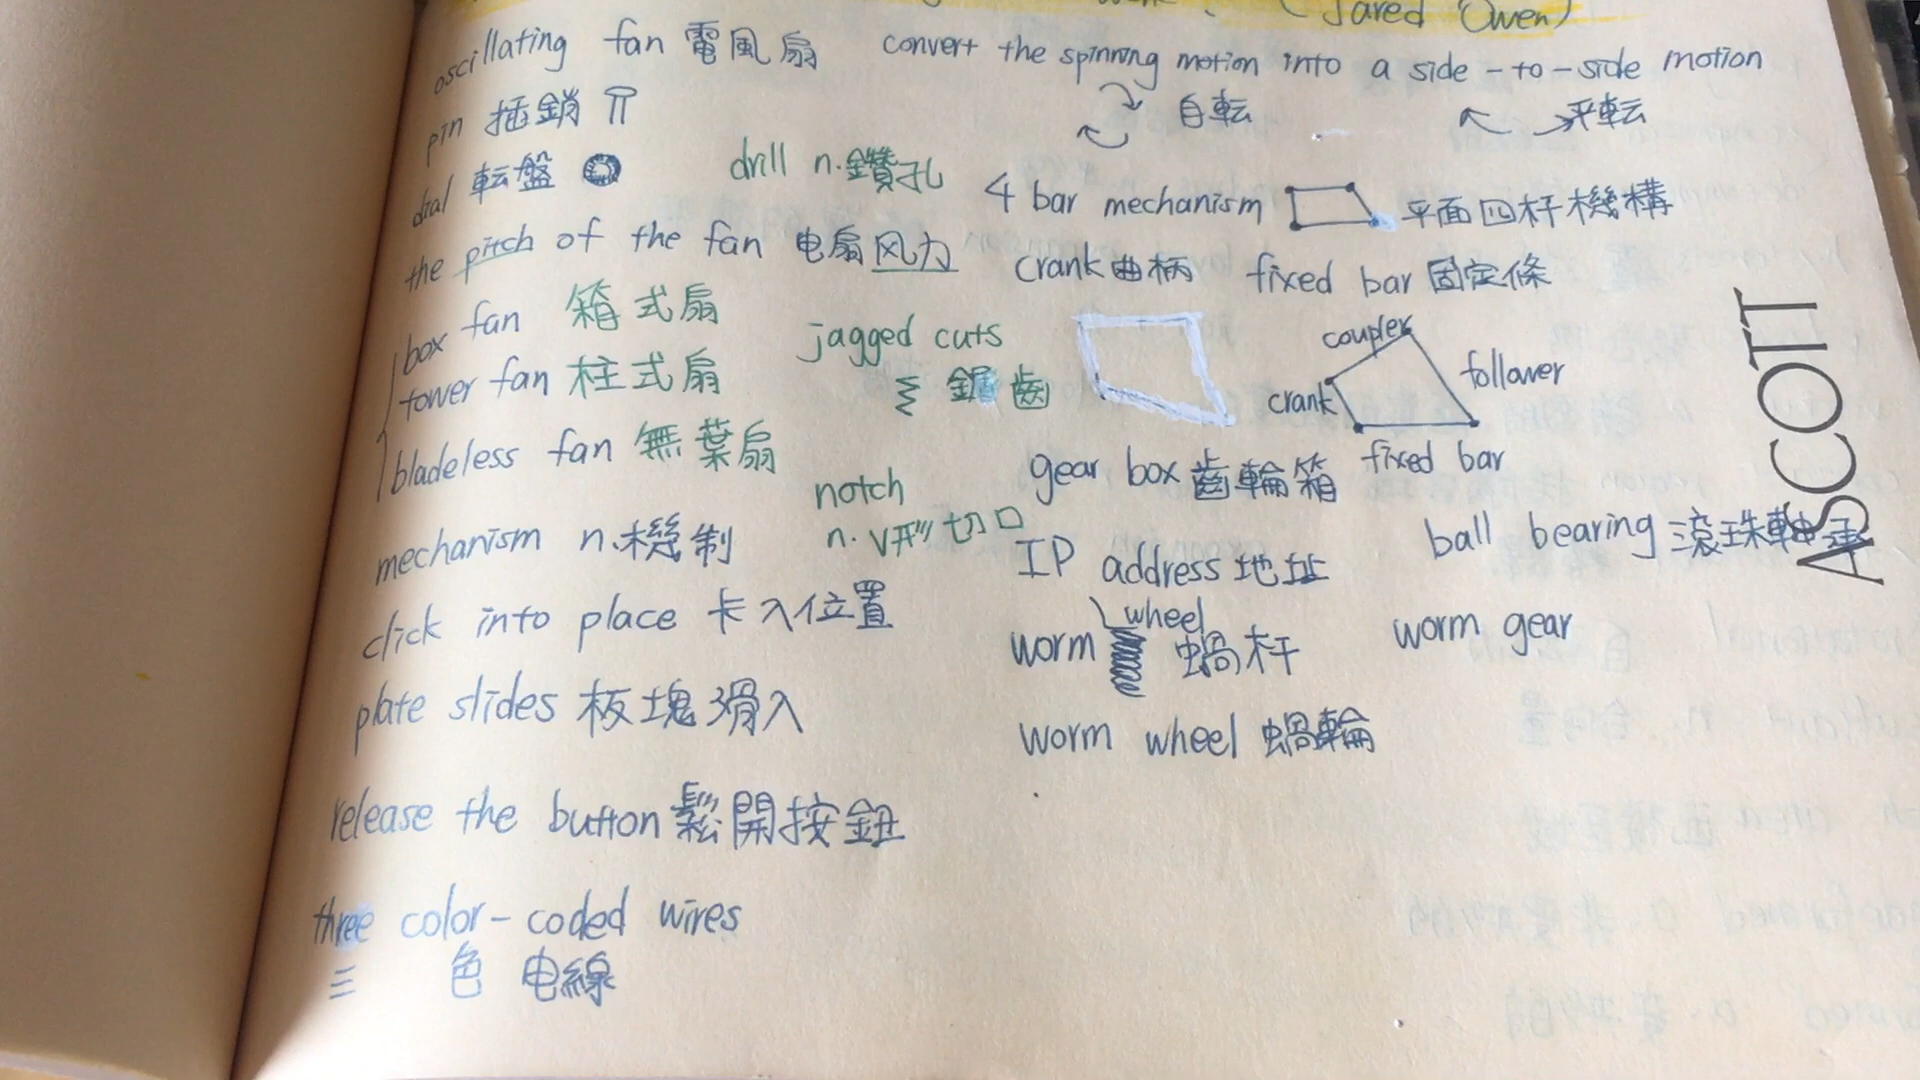 (Jared Owen)
oscillating fan 電風扇
convert the spinning motion into a side-to-side motion
自転
平転
pin 插銷
dial 転盤
drill n.鑽孔
4 bar mechanism 平面四杆機構
the pitch of the fan 电扇风力
crank 曲柄 fixed bar 固定條
box fan 箱式扇
tower fan 柱式扇
bladeless fan 無葉扇
jagged cuts
鋸齒
coupler
crank
follower
fixed bar
notch
n. V形切口
gear box 齒輪箱
mechanism n.機制
IP address 地址
ball bearing 滾珠軸承
click into place 卡入位置
wheel
worm 蝸杆
worm gear
plate slides 板塊滑入
worm wheel 蝸輪
release the button 鬆開按鈕
three color-coded wires
三 色 电線
ASCOTT